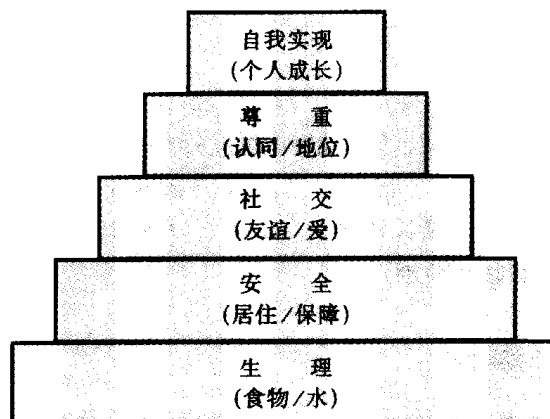 自我实现
(个人成长)
尊 重
(认同/地位)
社 交
(友谊/爱)
安 全
(居住/保障)
生 理
(食物/水)